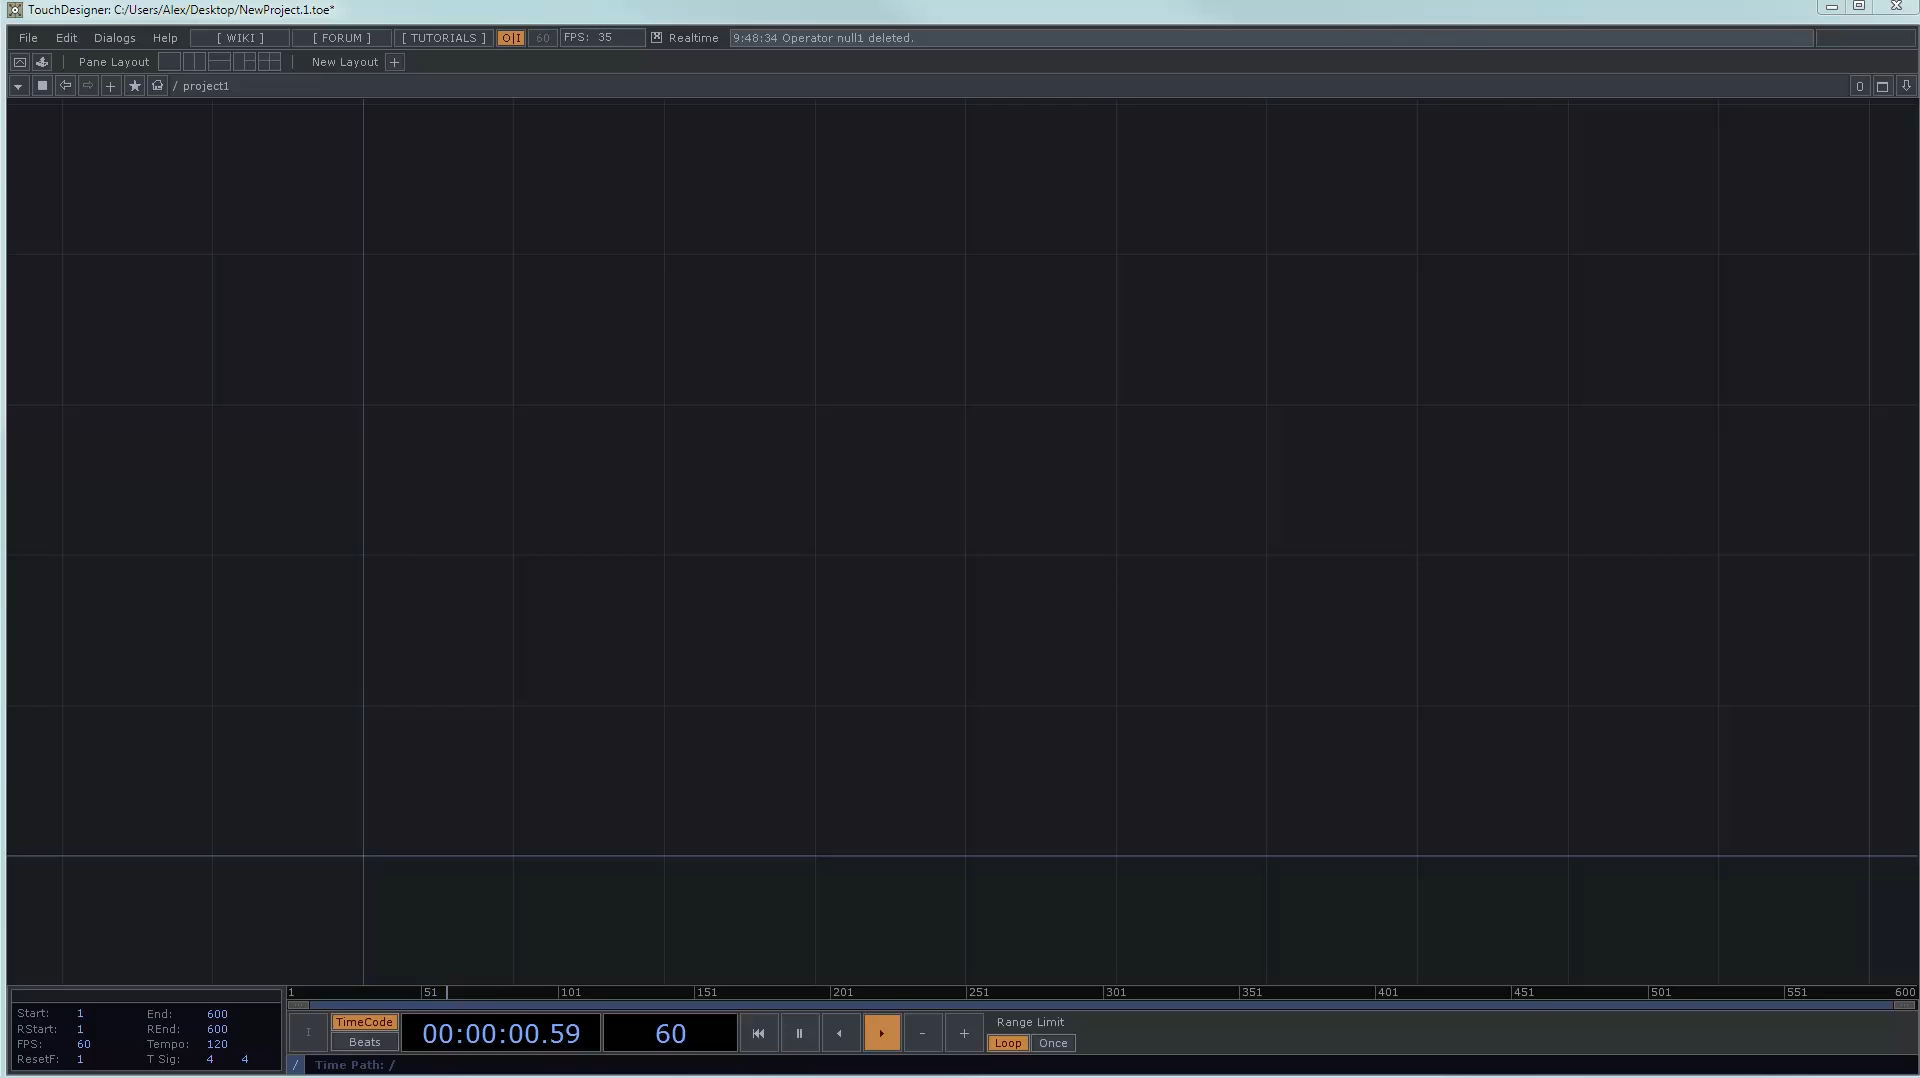 TouchDesigner: C:/Users/Alex/Desktop/NewProject.1.toe*
File Edit Dialogs Help [ WIKI ] [ FORUM ] [ TUTORIALS ] O|I 60 FPS: 35 Realtime 9:48:34 Operator null1 deleted.
Pane Layout New Layout +
+ / project1 0
1 51 101 151 201 251 301 351 401 451 501 551 600
Start: 1 End: 600
RStart: 1 REnd: 600
FPS: 60 Tempo: 120
ResetF: 1 T Sig: 4 4
I TimeCode 00:00:00.59 60 - + Range Limit
Beats Loop Once
/ Time Path: /